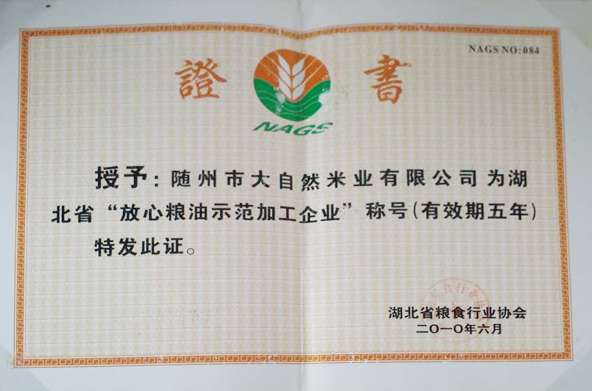 NAGS NO:084
證書
NAGS
授予：随州市大自然米业有限公司为湖
北省“放心粮油示范加工企业”称号(有效期五年)
特发此证。
湖北省粮食行业协会
二〇一〇年六月